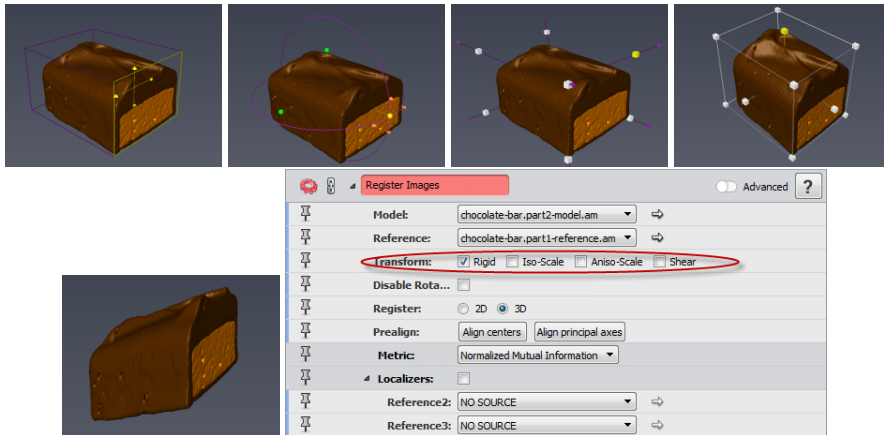 Register Images Advanced ?
Model: chocolate-bar.part2-model.am
Reference: chocolate-bar.part1-reference.am
Transform: Rigid Iso-Scale Aniso-Scale Shear
Disable Rota...
Register: 2D 3D
Prealign: Align centers Align principal axes
Metric: Normalized Mutual Information
Localizers:
Reference2: NO SOURCE
Reference3: NO SOURCE